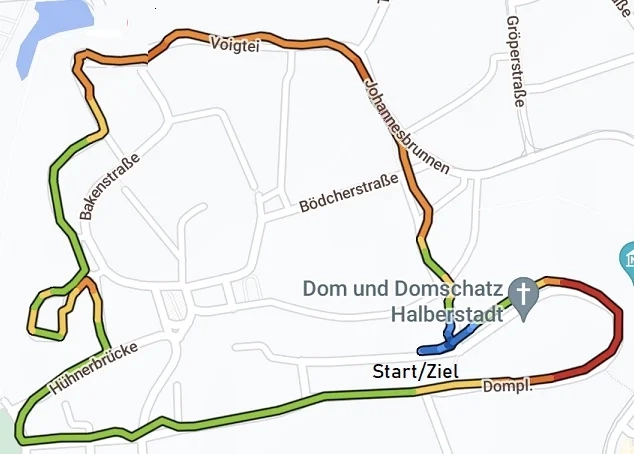 Voigtei
Gröperstraße
Johannesbrunnen
Bakenstraße
Bödcherstraße
Dom und Domschatz
Halberstadt
Hühnerbrücke
Start/Ziel
Dompl.